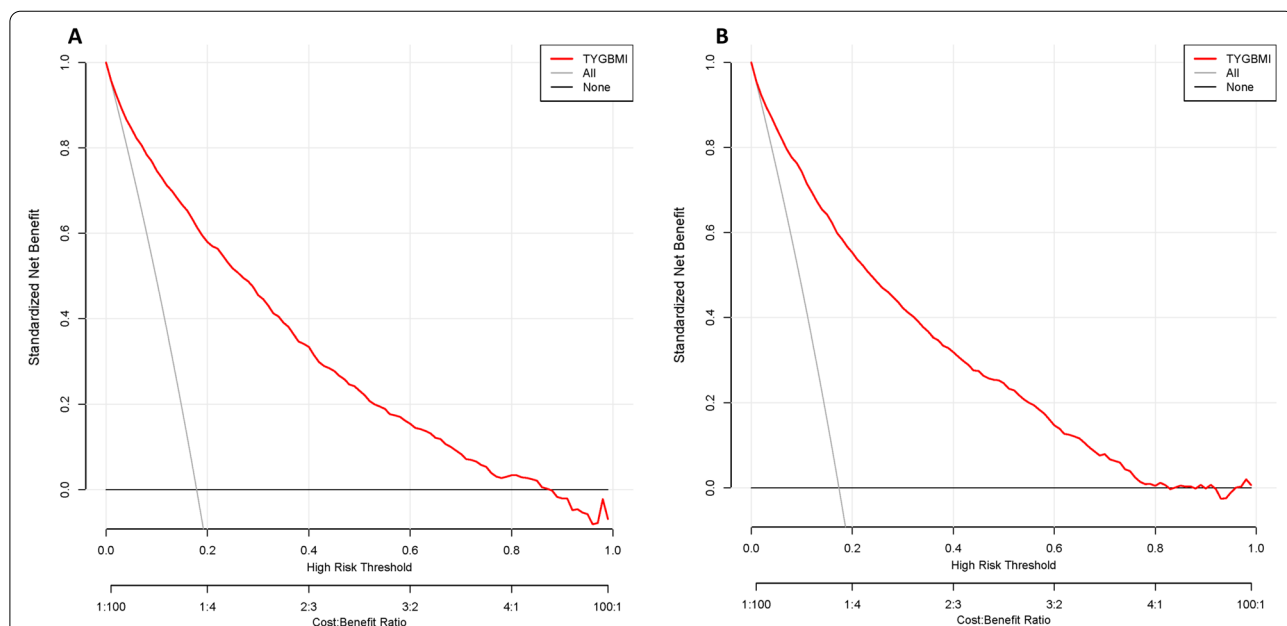 A
TYGBMI
All
None
Standardized Net Benefit
1.0
0.8
0.6
0.4
0.2
0.0
0.0 0.2 0.4 0.6 0.8 1.0
High Risk Threshold
1:100 1:4 2:3 3:2 4:1 100:1
Cost:Benefit Ratio
B
TYGBMI
All
None
Standardized Net Benefit
1.0
0.8
0.6
0.4
0.2
0.0
0.0 0.2 0.4 0.6 0.8 1.0
High Risk Threshold
1:100 1:4 2:3 3:2 4:1 100:1
Cost:Benefit Ratio